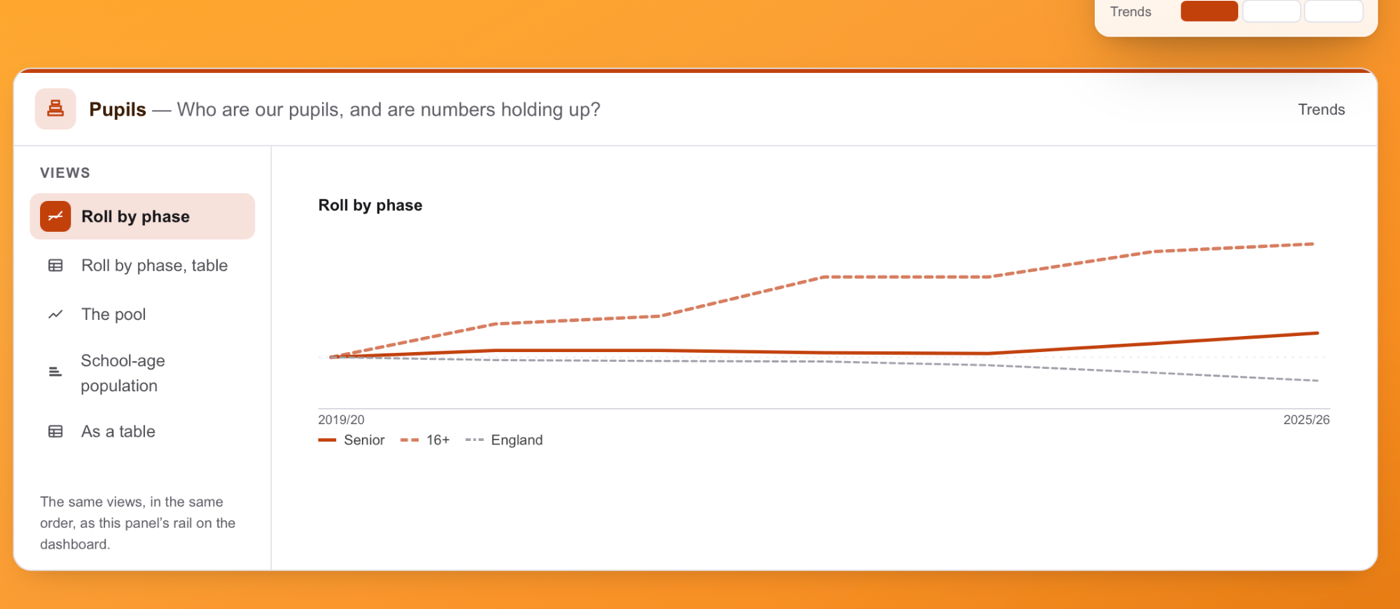 Trends
Pupils — Who are our pupils, and are numbers holding up?
Trends
VIEWS
Roll by phase
Roll by phase, table
The pool
School-age
population
As a table
The same views, in the same
order, as this panel's rail on the
dashboard.
Roll by phase
2019/20
2025/26
Senior
16+
England